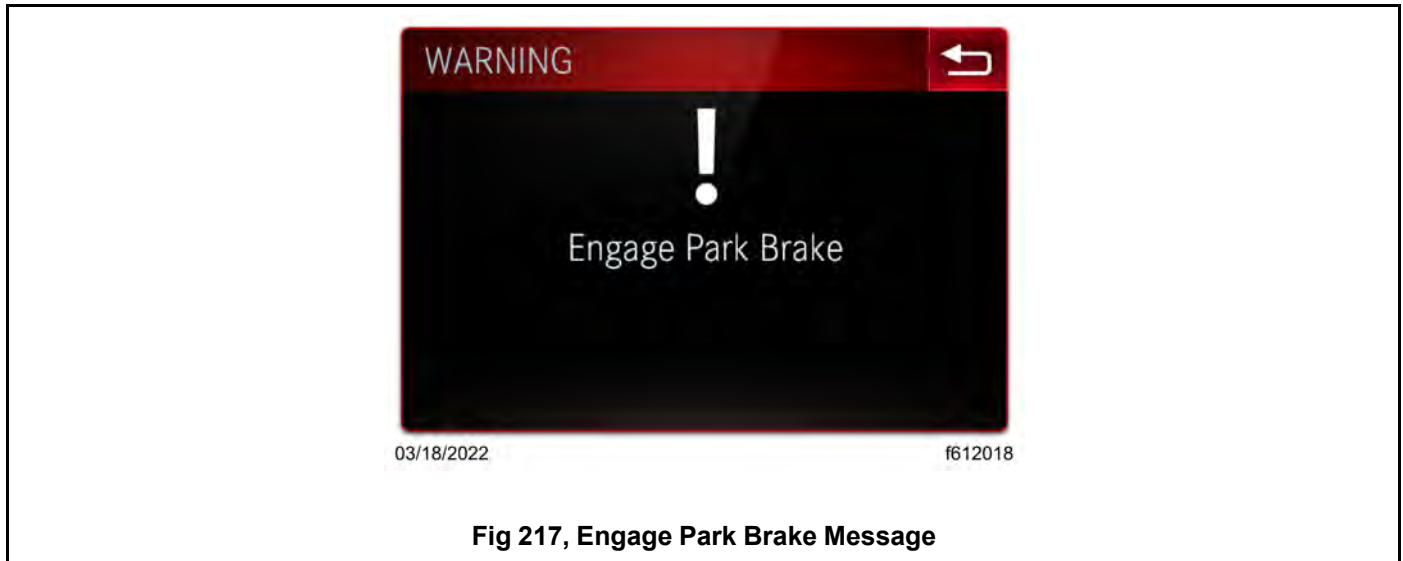 WARNING
!
Engage Park Brake
03/18/2022 f612018
Fig 217, Engage Park Brake Message